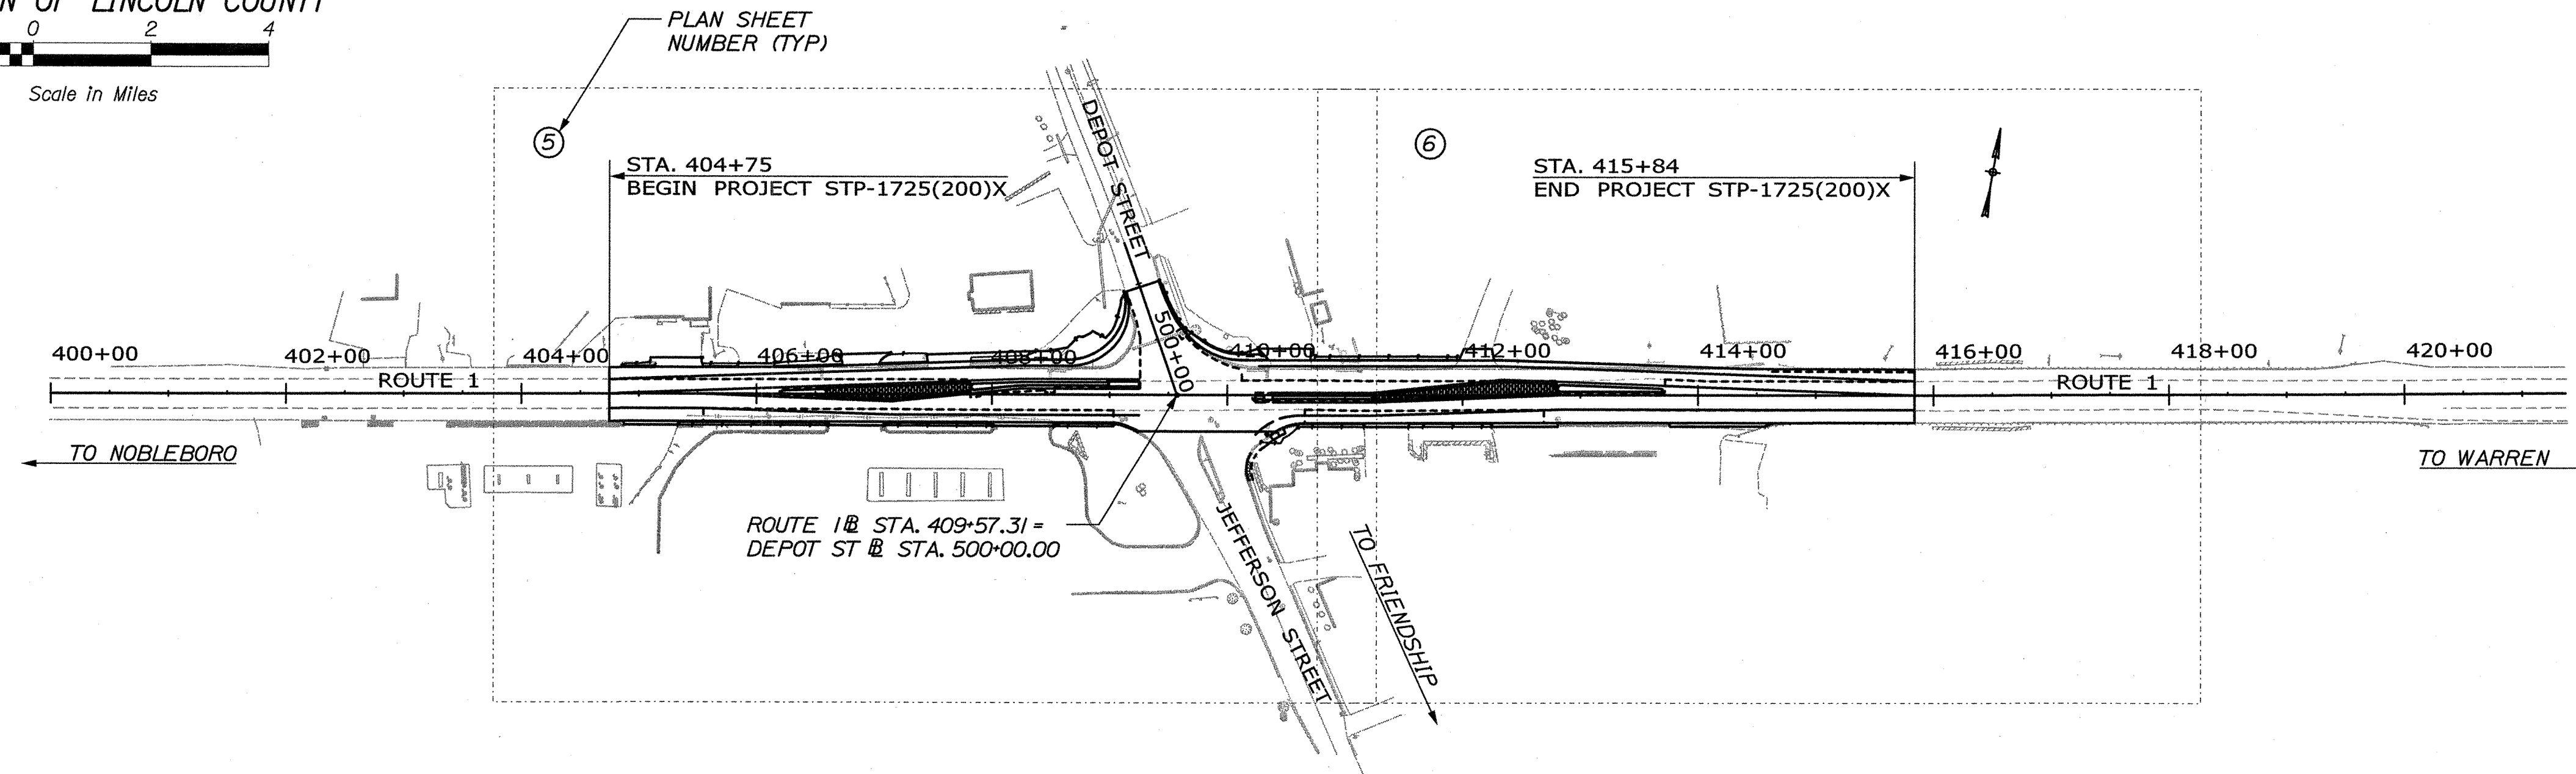 N OF LINCOLN COUNTY
0 2 4
Scale in Miles
PLAN SHEET
NUMBER (TYP)
5
6
DEPOT STREET
STA. 404+75
BEGIN PROJECT STP-1725(200)X
STA. 415+84
END PROJECT STP-1725(200)X
400+00 402+00 404+00 406+00 408+00 410+00 412+00 414+00 416+00 418+00 420+00
500+00
ROUTE 1
ROUTE 1
TO NOBLEBORO
TO WARREN
ROUTE 1 BL STA. 409+57.31 =
DEPOT ST BL STA. 500+00.00
JEFFERSON STREET
TO FRIENDSHIP